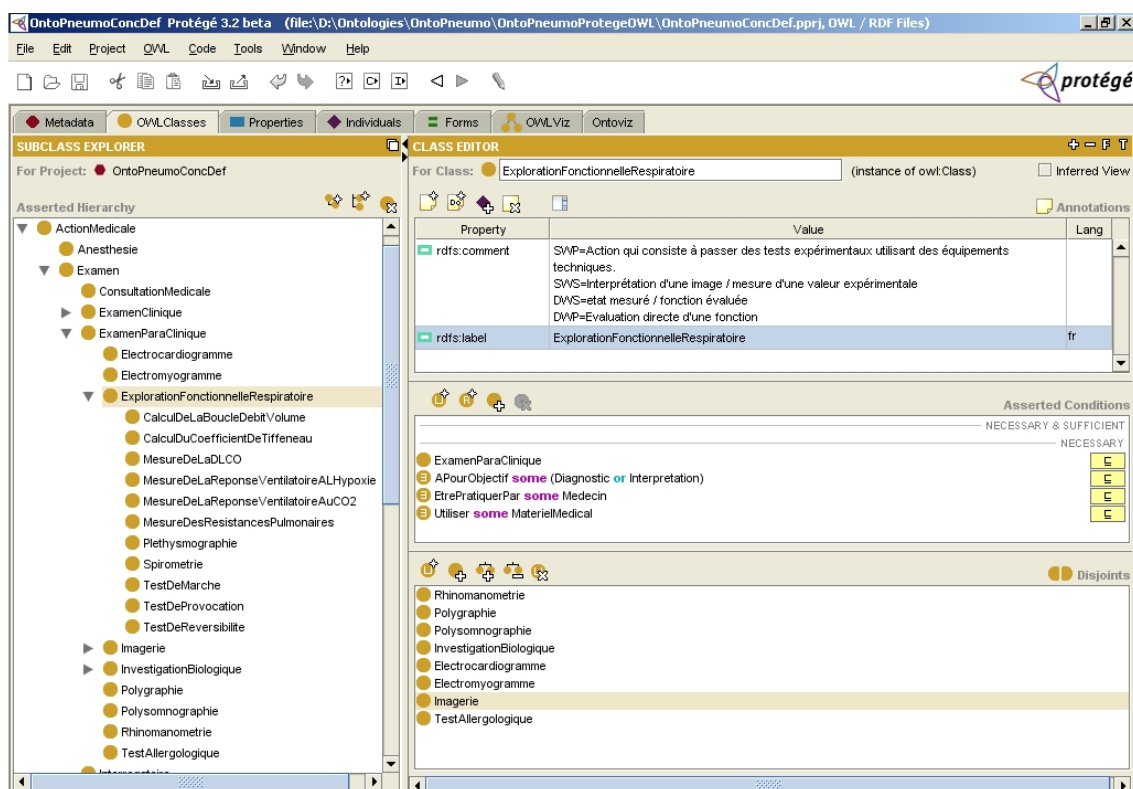 OntoPneumoConcDef Protégé 3.2 beta (file:\D:\Ontologies\OntoPneumo\OntoPneumoProtegeOWL\OntoPneumoConcDef.pprj, OWL / RDF Files)
File Edit Project OWL Code Tools Window Help
protégé
Metadata OWLClasses Properties Individuals Forms OWLViz Ontoviz
SUBCLASS EXPLORER
For Project: OntoPneumoConcDef
Asserted Hierarchy
ActionMedicale
Anesthesie
Examen
ConsultationMedicale
ExamenClinique
ExamenParaClinique
Electrocardiogramme
Electromyogramme
ExplorationFonctionnelleRespiratoire
CalculDeLaBoucleDebitVolume
CalculDuCoefficientDeTiffeneau
MesureDeLaDLCO
MesureDeLaReponseVentilatoireALHypoxie
MesureDeLaReponseVentilatoireAuCO2
MesureDesResistancesPulmonaires
Plethysmographie
Spirometrie
TestDeMarche
TestDeProvocation
TestDeReversibilite
Imagerie
InvestigationBiologique
Polygraphie
Polysomnographie
Rhinomanometrie
TestAllergologique
CLASS EDITOR
For Class: ExplorationFonctionnelleRespiratoire (instance of owl:Class) Inferred View
Annotations
Property Value Lang
rdfs:comment SWP=Action qui consiste à passer des tests expérimentaux utilisant des équipements
techniques.
SWS=Interprétation d'une image / mesure d'une valeur expérimentale
DWS=etat mesuré / fonction évaluée
DWP=Evaluation directe d'une fonction
rdfs:label ExplorationFonctionnelleRespiratoire fr
Asserted Conditions
NECESSARY & SUFFICIENT
NECESSARY
ExamenParaClinique
APourObjectif some (Diagnostic or Interpretation)
EtrePratiquerPar some Medecin
Utiliser some MaterielMedical
Disjoints
Rhinomanometrie
Polygraphie
Polysomnographie
InvestigationBiologique
Electrocardiogramme
Electromyogramme
Imagerie
TestAllergologique